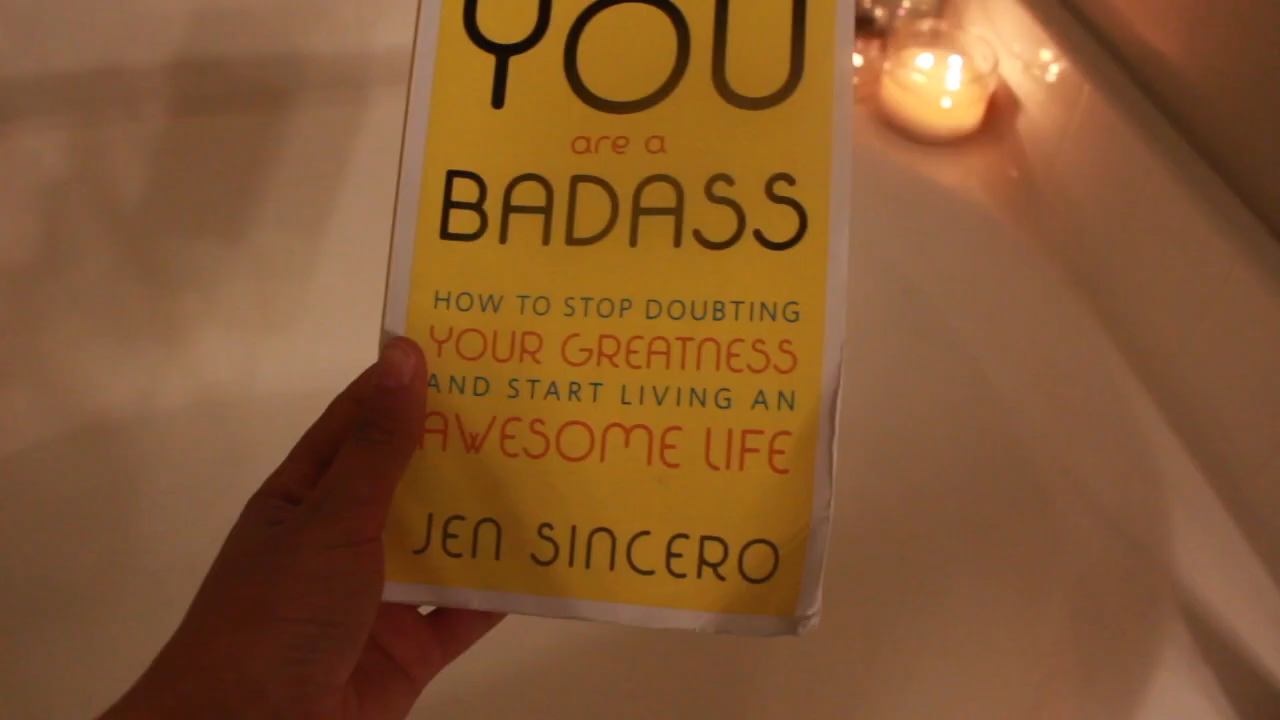 YOU
are a
BADASS
HOW TO STOP DOUBTING
YOUR GREATNESS
AND START LIVING AN
AWESOME LIFE
JEN SINCERO